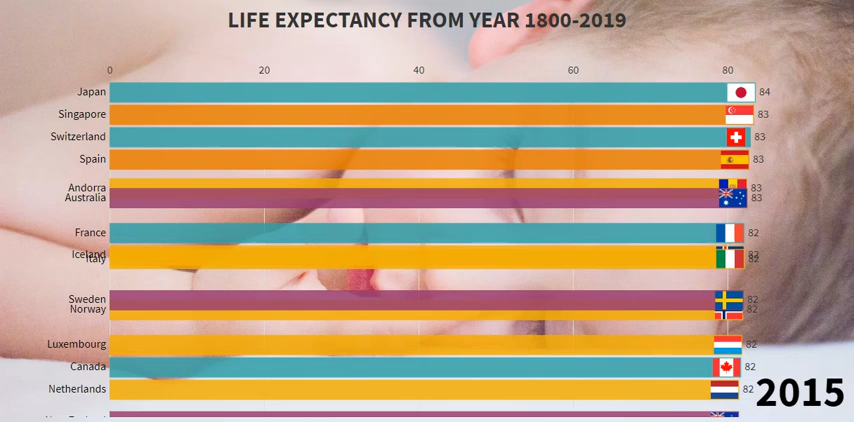 LIFE EXPECTANCY FROM YEAR 1800-2019
0 20 40 60 80
Japan 84
Singapore 83
Switzerland 83
Spain 83
Andorra 83
Australia 83
France 82
Iceland 82
Italy 82
Sweden 82
Norway 82
Luxembourg 82
Canada 82
Netherlands 82
2015